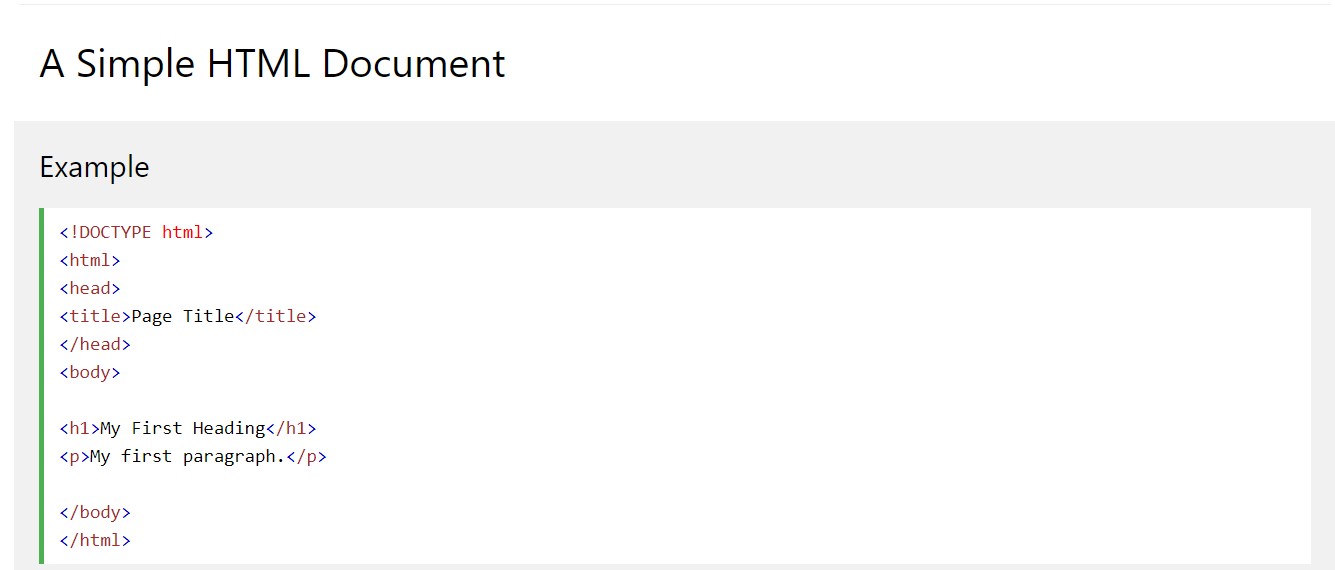 A Simple HTML Document
Example
<!DOCTYPE html>
<html>
<head>
<title>Page Title</title>
</head>
<body>
<h1>My First Heading</h1>
<p>My first paragraph.</p>
</body>
</html>